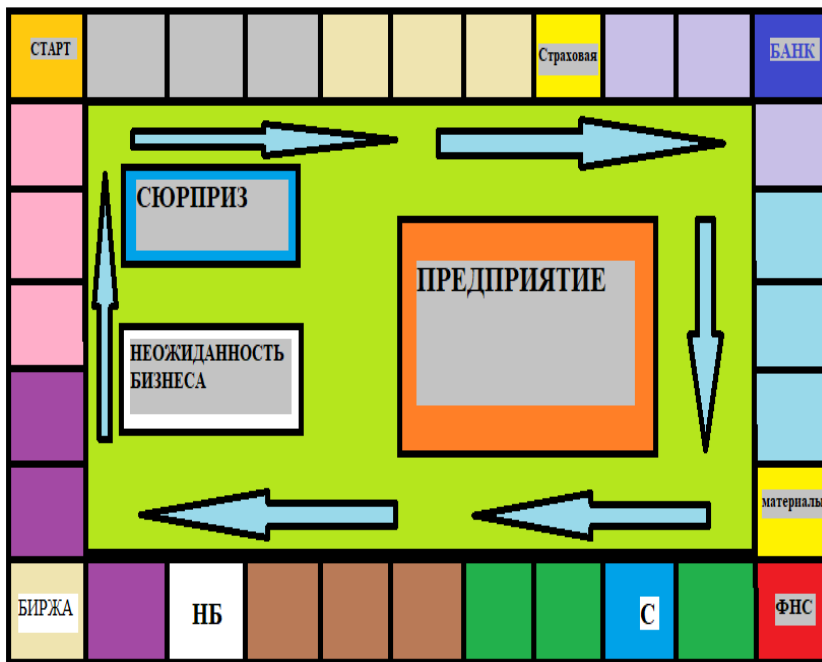 СТАРТ
Страховая
БАНК
СЮРПРИЗ
ПРЕДПРИЯТИЕ
НЕОЖИДАННОСТЬ
БИЗНЕСА
материалы
БИРЖА
НБ
С
ФНС